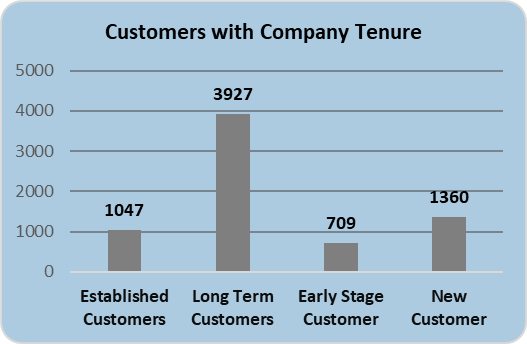 Customers with Company Tenure
5000
4000
3000
2000
1000
0
1047
3927
709
1360
Established
Customers
Long Term
Customers
Early Stage
Customer
New
Customer